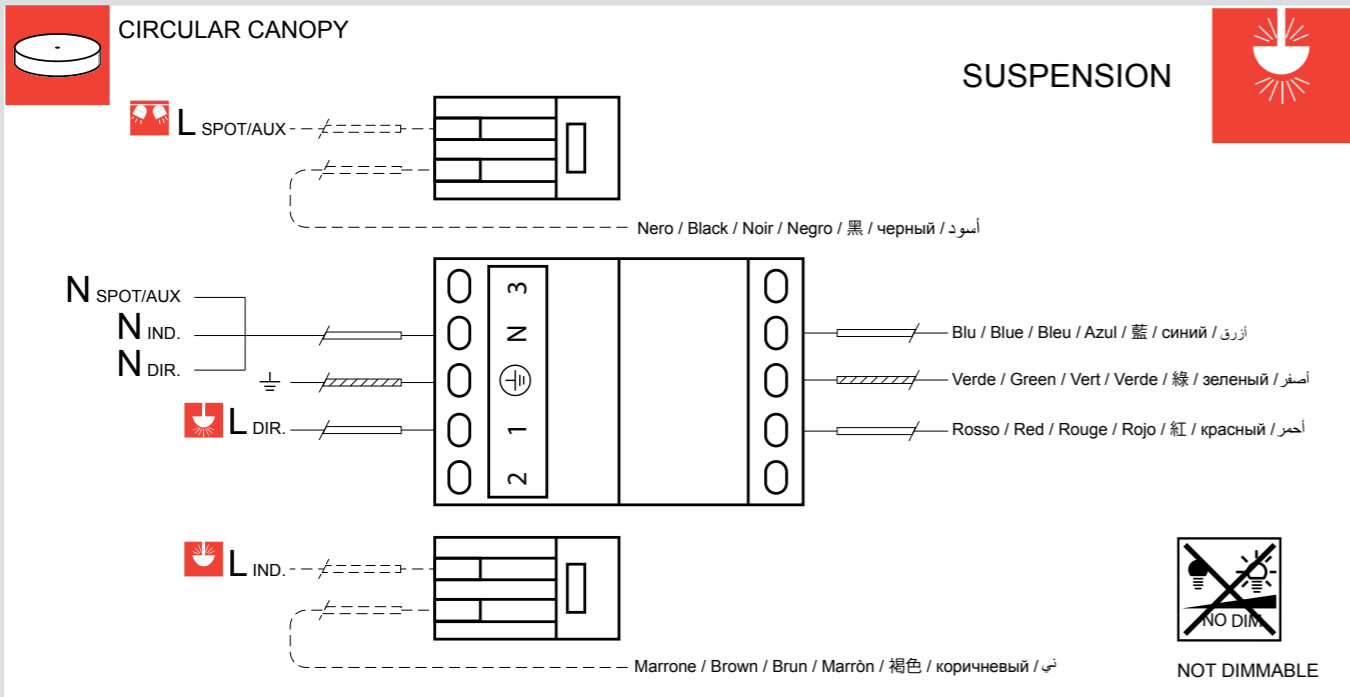 CIRCULAR CANOPY
SUSPENSION
L SPOT/AUX
Nero / Black / Noir / Negro / 黑 / черный / أسود
N SPOT/AUX
N IND.
N DIR.
L DIR.
3
N
1
2
Blu / Blue / Bleu / Azul / 藍 / синий / ازرق
Verde / Green / Vert / Verde / 綠 / зеленый / أصفر
Rosso / Red / Rouge / Rojo / 紅 / красный / أحمر
L IND.
Marrone / Brown / Brun / Marròn / 褐色 / коричневый / ني
NO DIM
NOT DIMMABLE